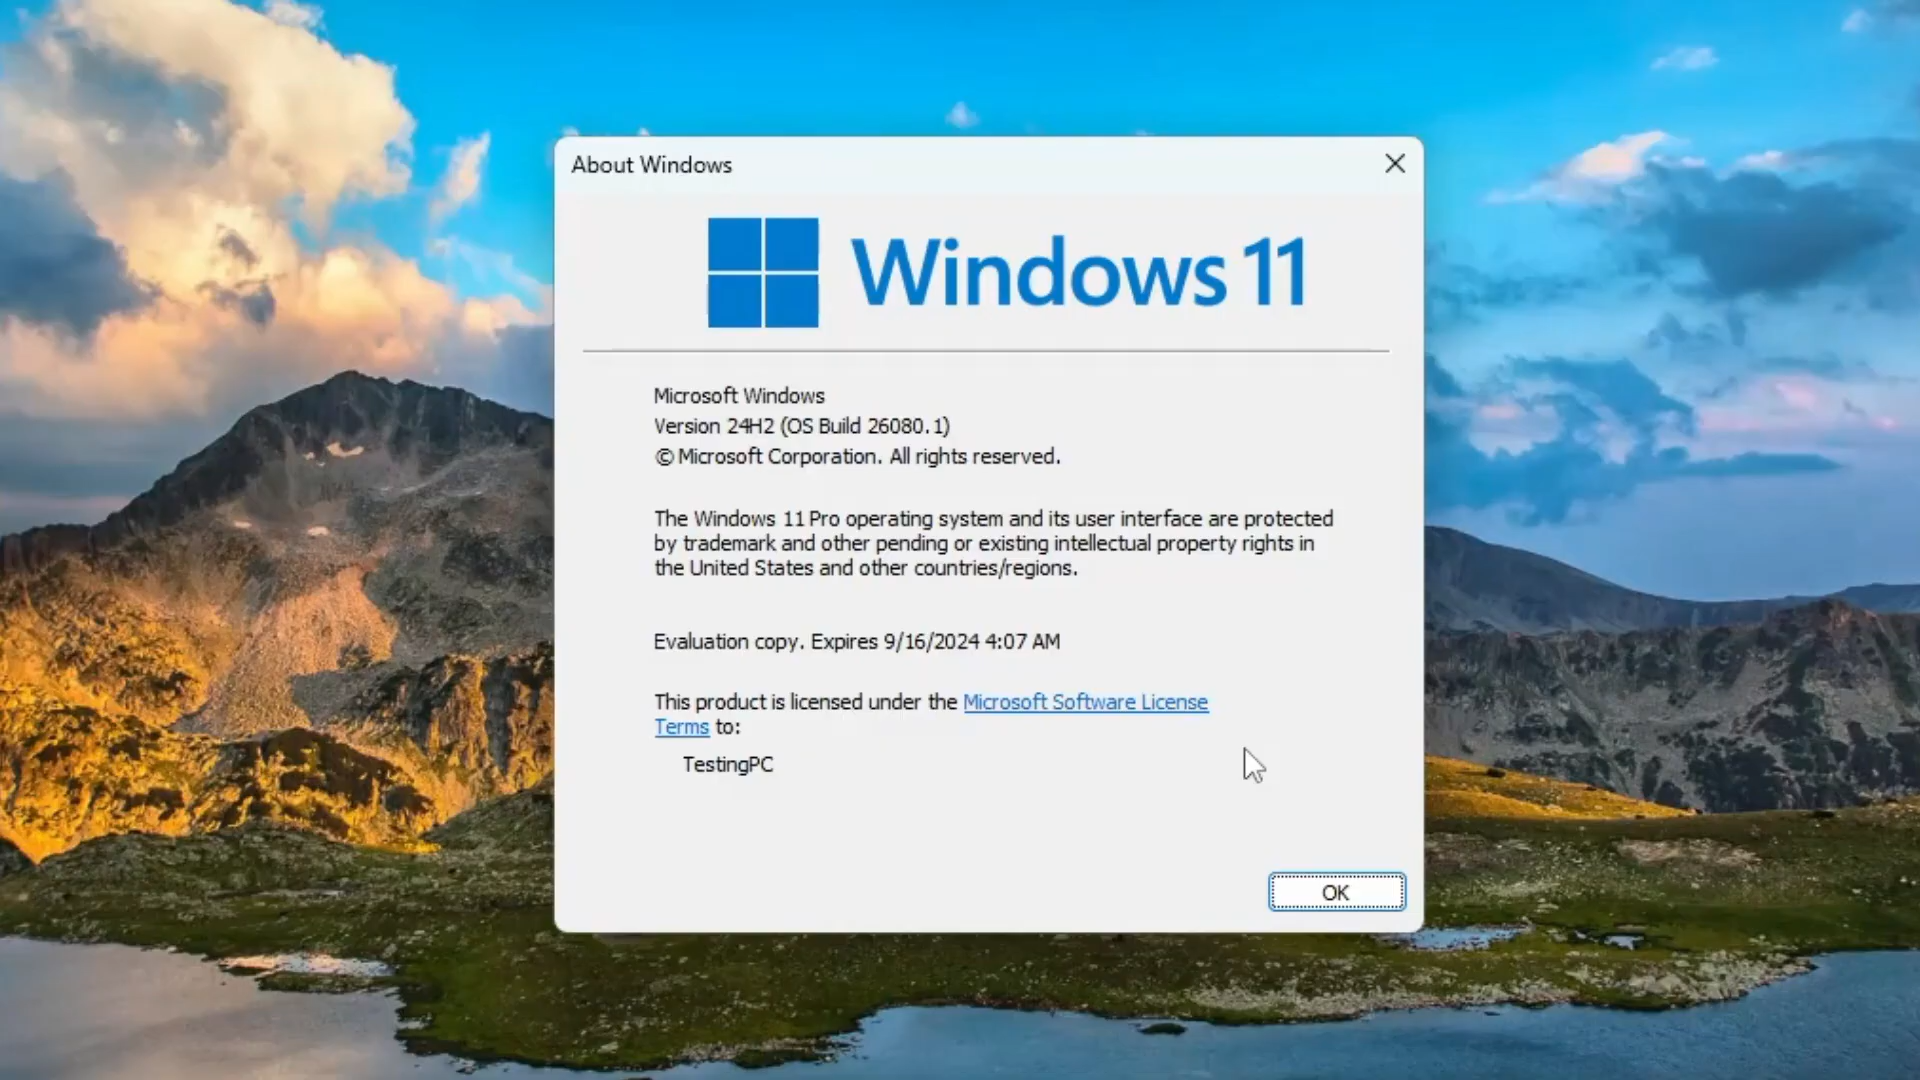 About Windows
Windows 11
Microsoft Windows
Version 24H2 (OS Build 26080.1)
© Microsoft Corporation. All rights reserved.
The Windows 11 Pro operating system and its user interface are protected
by trademark and other pending or existing intellectual property rights in
the United States and other countries/regions.
Evaluation copy. Expires 9/16/2024 4:07 AM
This product is licensed under the Microsoft Software License
Terms to:
TestingPC
OK